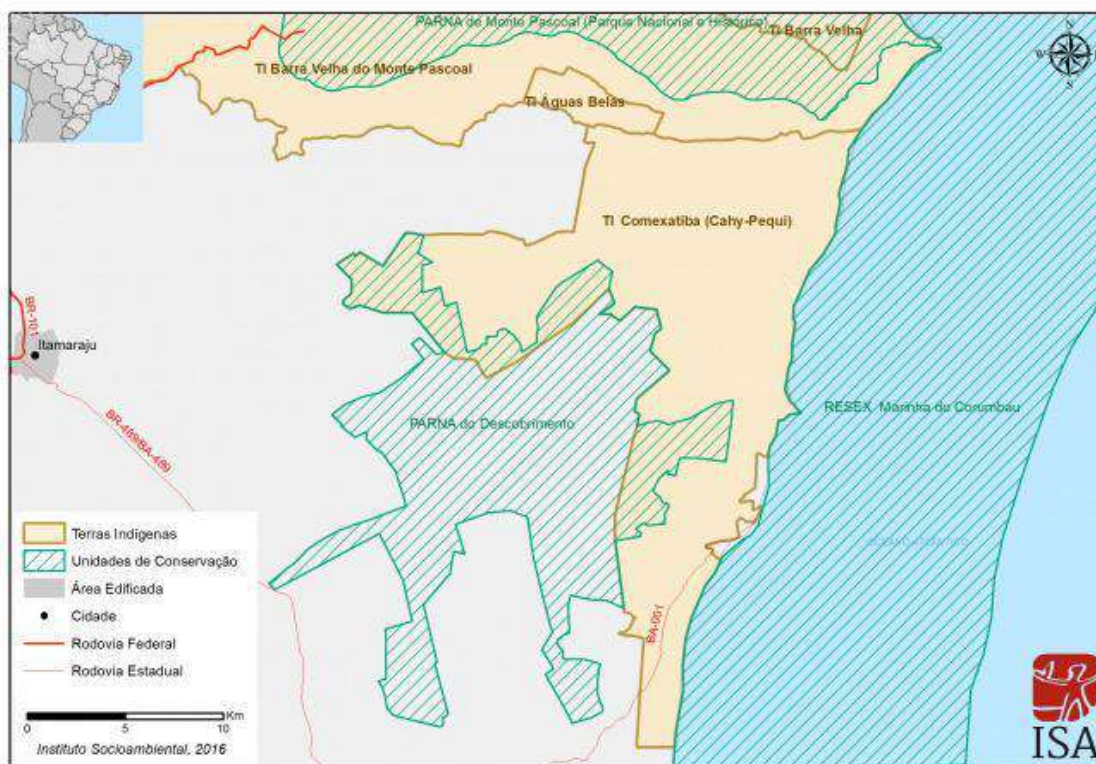 PARNA de Monte Pascoal (Parque Nacional e Histórico)
TI Barra Velha
N
S
TI Barra Velha do Monte Pascoal
TI Águas Belas
TI Comexatiba (Cahy-Pequi)
BR-101
Itamaraju
RESEX Marinha do Corumbau
PARNA do Descobrimento
BR-489/BA-489
BA-001
Terras Indígenas
Unidades de Conservação
Área Edificada
Cidade
Rodovia Federal
Rodovia Estadual
Km
0 5 10
Instituto Socioambiental, 2016
ISA